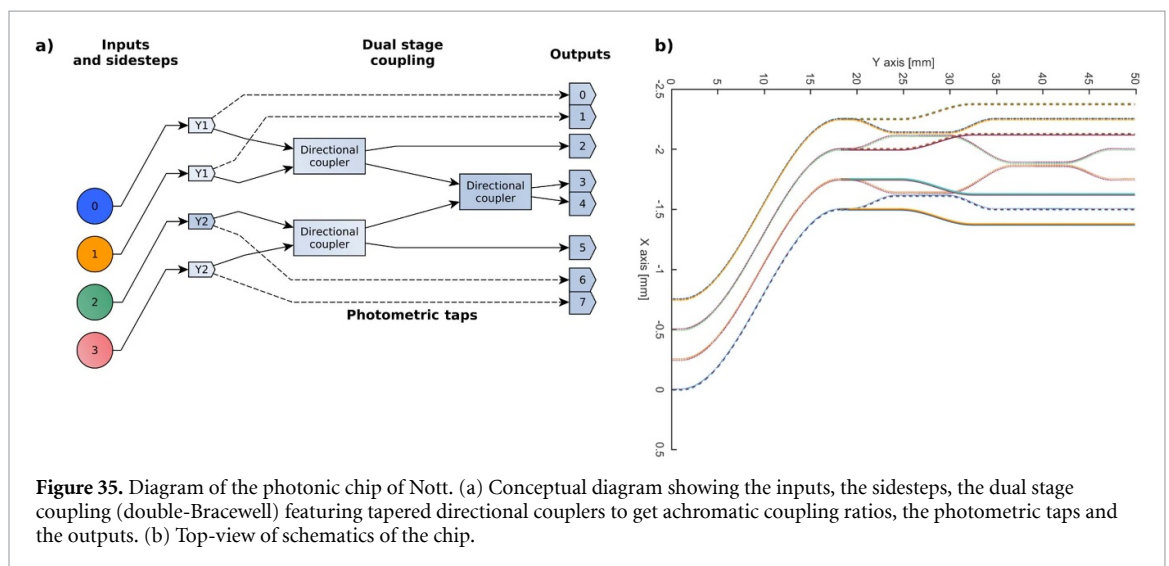 a)
Inputs
and sidesteps
Dual stage
coupling
Outputs
Y1
Y1
Y2
Y2
0
1
2
3
Directional
coupler
Directional
coupler
Directional
coupler
0
1
2
3
4
5
6
7
Photometric taps
b)
Y axis [mm]
0
5
10
15
20
25
30
35
40
45
50
-2.5
-2
-1.5
-1
-0.5
0
0.5
X axis [mm]
Figure 35. Diagram of the photonic chip of Nott. (a) Conceptual diagram showing the inputs, the sidesteps, the dual stage
coupling (double-Bracewell) featuring tapered directional couplers to get achromatic coupling ratios, the photometric taps and
the outputs. (b) Top-view of schematics of the chip.